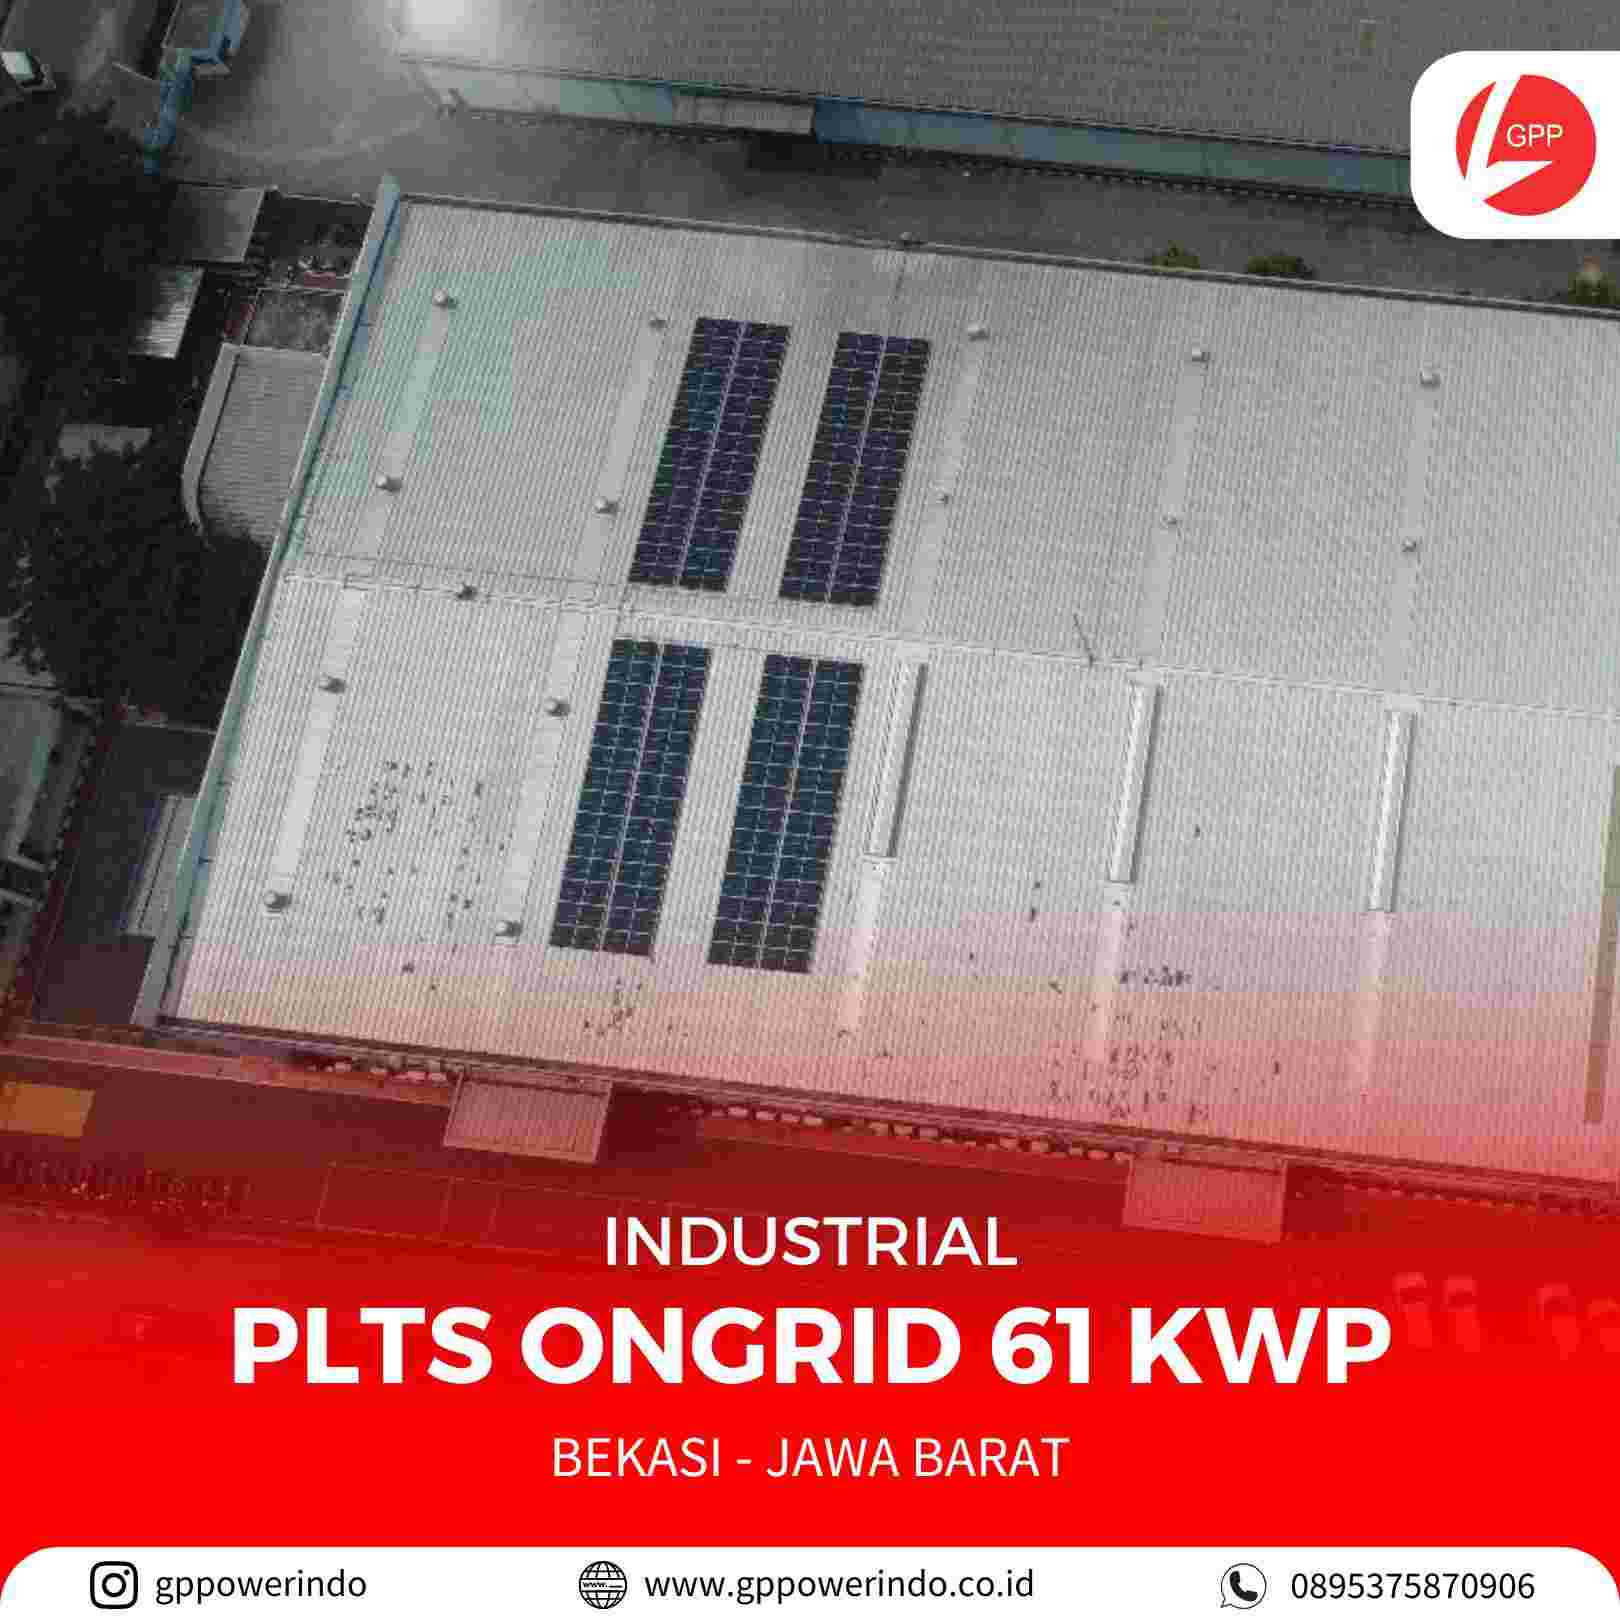 GPP
INDUSTRIAL
PLTS ONGRID 61 KWP
BEKASI - JAWA BARAT
gppowerindo
www.gppowerindo.co.id
0895375870906